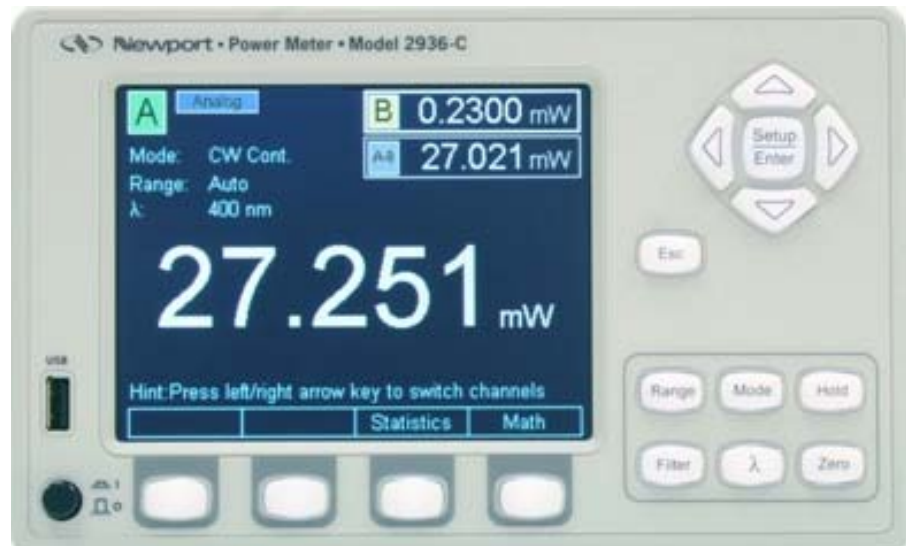 Newport • Power Meter • Model 2936-C
A Analog
B 0.2300 mW
A-B 27.021 mW
Mode: CW Cont.
Range: Auto
λ: 400 nm
27.251 mW
Hint:Press left/right arrow key to switch channels
Statistics Math
Setup
Enter
Esc
USB
Range Mode Hold
Filter λ Zero